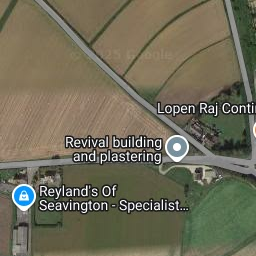 Lopen Raj Conti
Revival building
and plastering
Reyland's Of
Seavington - Specialist...